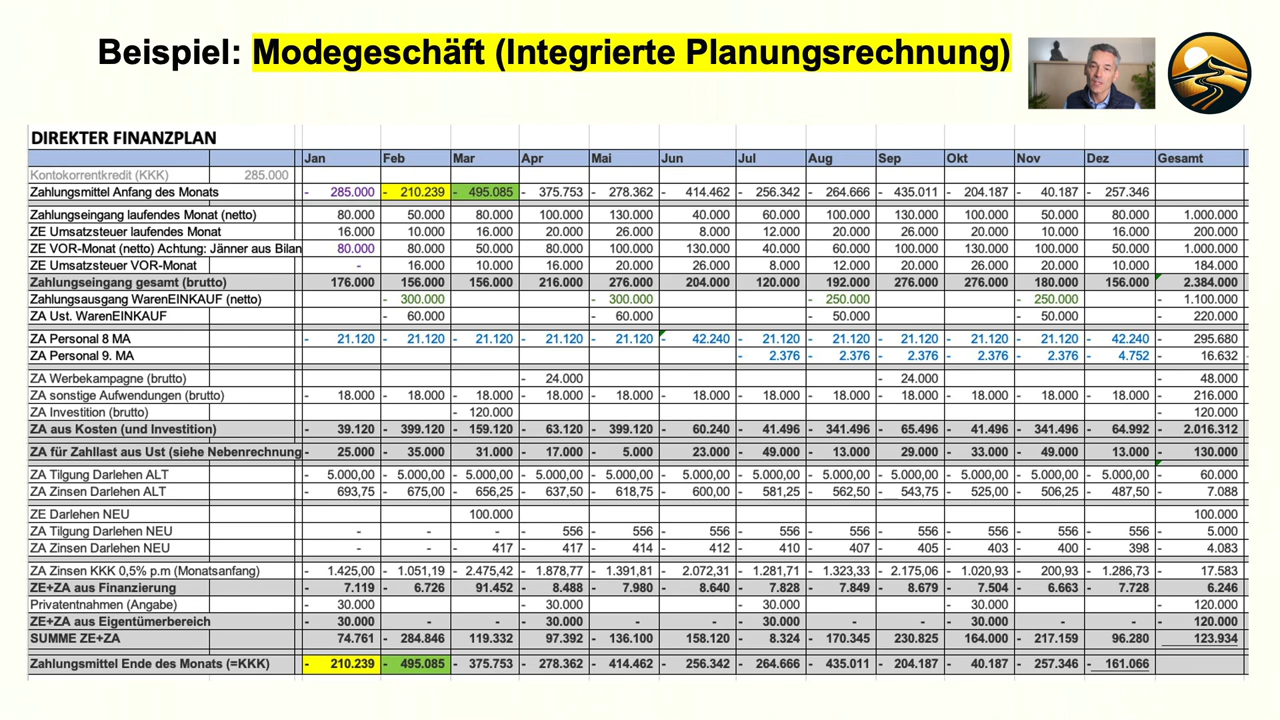 Beispiel: Modegeschäft (Integrierte Planungsrechnung)
DIREKTER FINANZPLAN
Jan Feb Mar Apr Mai Jun Jul Aug Sep Okt Nov Dez Gesamt
Kontokorrentkredit (KKK) 285.000
Zahlungsmittel Anfang des Monats - 285.000 - 210.239 - 495.085 - 375.753 - 278.362 - 414.462 - 256.342 - 264.666 - 435.011 - 204.187 - 40.187 - 257.346
Zahlungseingang laufendes Monat (netto) 80.000 50.000 80.000 100.000 130.000 40.000 60.000 100.000 130.000 100.000 50.000 80.000 1.000.000
ZE Umsatzsteuer laufendes Monat 16.000 10.000 16.000 20.000 26.000 8.000 12.000 20.000 26.000 20.000 10.000 16.000 200.000
ZE VOR-Monat (netto) Achtung: Jänner aus Bilan 80.000 80.000 50.000 80.000 100.000 130.000 40.000 60.000 100.000 130.000 100.000 50.000 1.000.000
ZE Umsatzsteuer VOR-Monat - 16.000 10.000 16.000 20.000 26.000 8.000 12.000 20.000 26.000 20.000 10.000 184.000
Zahlungseingang gesamt (brutto) 176.000 156.000 156.000 216.000 276.000 204.000 120.000 192.000 276.000 276.000 180.000 156.000 2.384.000
Zahlungsausgang WarenEINKAUF (netto) - 300.000 - 300.000 - 250.000 - 250.000 - 1.100.000
ZA Ust. WarenEINKAUF - 60.000 - 60.000 - 50.000 - 50.000 - 220.000
ZA Personal 8 MA - 21.120 - 21.120 - 21.120 - 21.120 - 21.120 - 42.240 - 21.120 - 21.120 - 21.120 - 21.120 - 21.120 - 42.240 - 295.680
ZA Personal 9. MA - 2.376 - 2.376 - 2.376 - 2.376 - 2.376 - 4.752 - 16.632
ZA Werbekampagne (brutto) - 24.000 - 24.000 - 48.000
ZA sonstige Aufwendungen (brutto) - 18.000 - 18.000 - 18.000 - 18.000 - 18.000 - 18.000 - 18.000 - 18.000 - 18.000 - 18.000 - 18.000 - 18.000 - 216.000
ZA Investition (brutto) - 120.000 - 120.000
ZA aus Kosten (und Investition) - 39.120 - 399.120 - 159.120 - 63.120 - 399.120 - 60.240 - 41.496 - 341.496 - 65.496 - 41.496 - 341.496 - 64.992 - 2.016.312
ZA für Zahllast aus Ust (siehe Nebenrechnung - 25.000 35.000 31.000 - 17.000 - 5.000 23.000 - 49.000 - 13.000 29.000 - 33.000 - 49.000 13.000 - 130.000
ZA Tilgung Darlehen ALT - 5.000,00 - 5.000,00 - 5.000,00 - 5.000,00 - 5.000,00 - 5.000,00 - 5.000,00 - 5.000,00 - 5.000,00 - 5.000,00 - 5.000,00 - 5.000,00 - 60.000
ZA Zinsen Darlehen ALT - 693,75 - 675,00 - 656,25 - 637,50 - 618,75 - 600,00 - 581,25 - 562,50 - 543,75 - 525,00 - 506,25 - 487,50 - 7.088
ZE Darlehen NEU 100.000 100.000
ZA Tilgung Darlehen NEU - - - - 556 - 556 - 556 - 556 - 556 - 556 - 556 - 556 - 556 - 5.000
ZA Zinsen Darlehen NEU - - - 417 - 417 - 414 - 412 - 410 - 407 - 405 - 403 - 400 - 398 - 4.083
ZA Zinsen KKK 0,5% p.m (Monatsanfang) - 1.425,00 - 1.051,19 - 2.475,42 - 1.878,77 - 1.391,81 - 2.072,31 - 1.281,71 - 1.323,33 - 2.175,06 - 1.020,93 - 200,93 - 1.286,73 - 17.583
ZE+ZA aus Finanzierung - 7.119 - 6.726 91.452 - 8.488 - 7.980 - 8.640 - 7.828 - 7.849 - 8.679 - 7.504 - 6.663 - 7.728 - 6.246
Privatentnahmen (Angabe) - 30.000 - 30.000 - 30.000 - 30.000 - 120.000
ZE+ZA aus Eigentümerbereich - 30.000 - - - 30.000 - - - 30.000 - - - 30.000 - - - 120.000
SUMME ZE+ZA 74.761 - 284.846 119.332 97.392 - 136.100 158.120 - 8.324 - 170.345 230.825 164.000 - 217.159 96.280 123.934
Zahlungsmittel Ende des Monats (=KKK) - 210.239 - 495.085 - 375.753 - 278.362 - 414.462 - 256.342 - 264.666 - 435.011 - 204.187 - 40.187 - 257.346 - 161.066